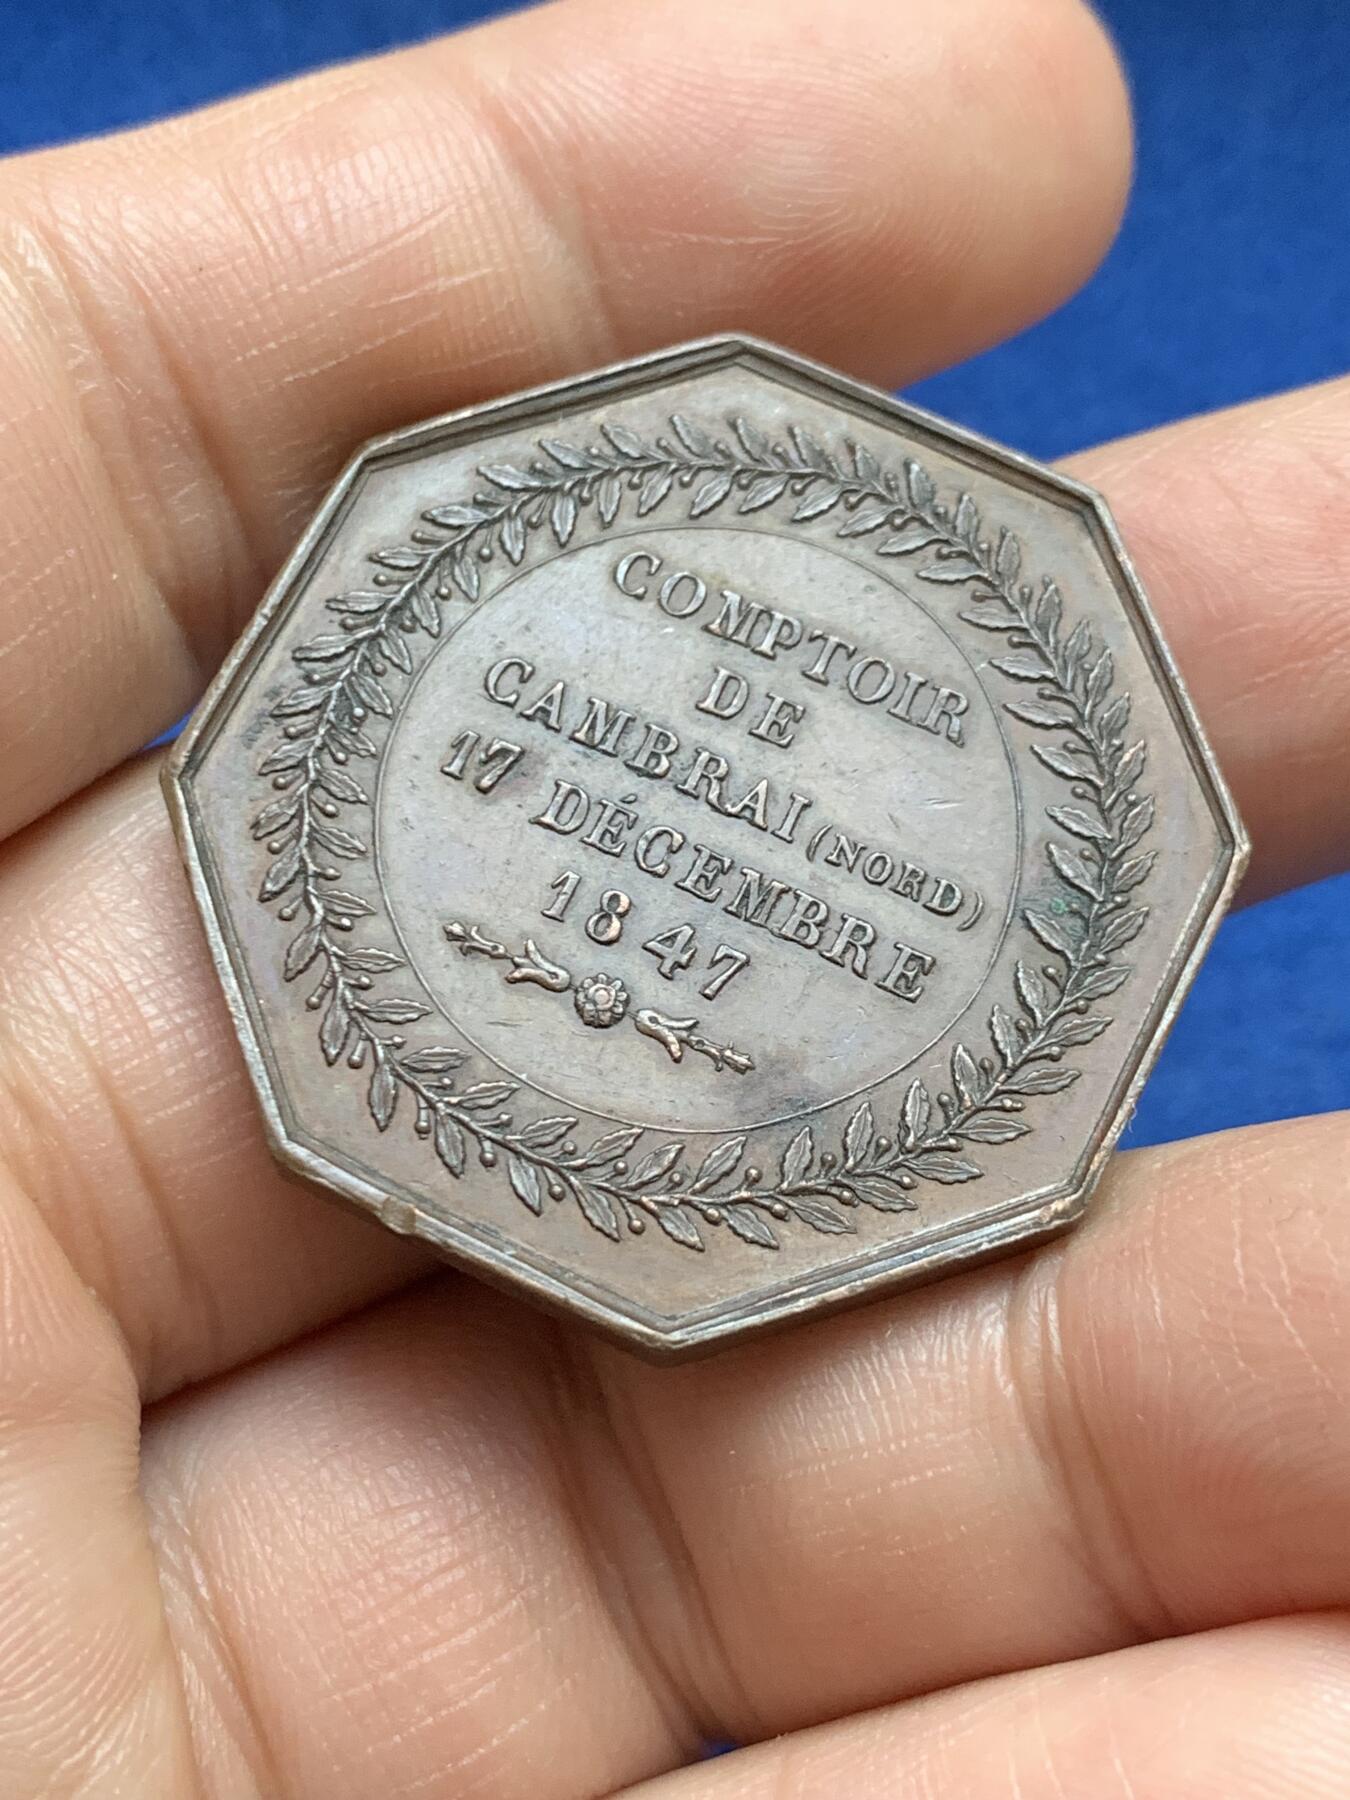 COMPTOIR
DE
CAMBRAI (NORD)
17 DÉCEMBRE
1847